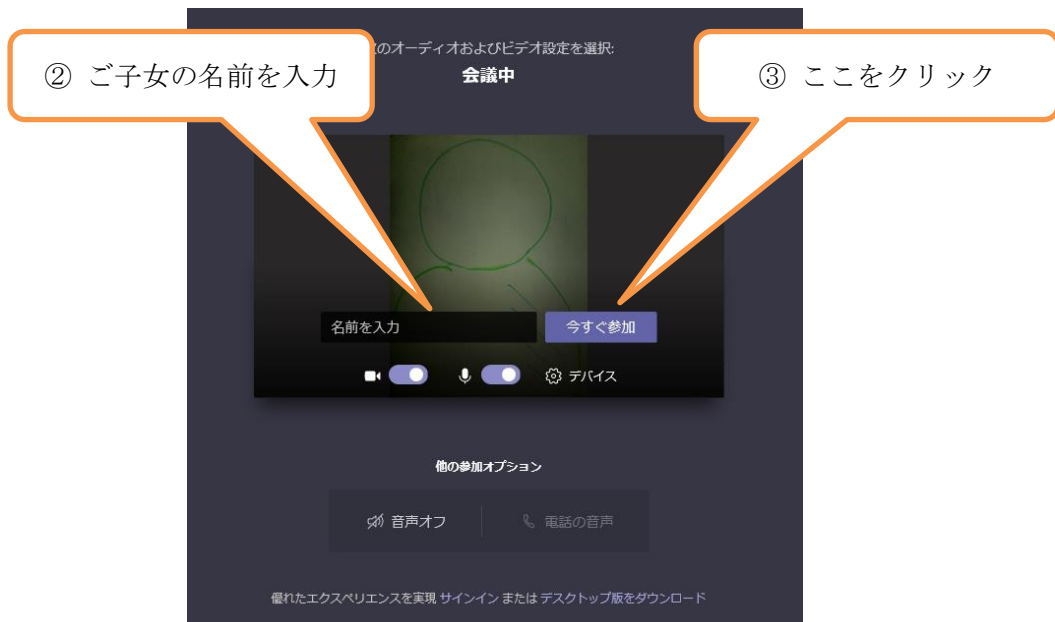 のオーディオおよびビデオ設定を選択:
会議中
② ご子女の名前を入力
③ ここをクリック
名前を入力
今すぐ参加
デバイス
他の参加オプション
音声オフ
電話の音声
優れたエクスペリエンスを実現 サインイン または デスクトップ版をダウンロード